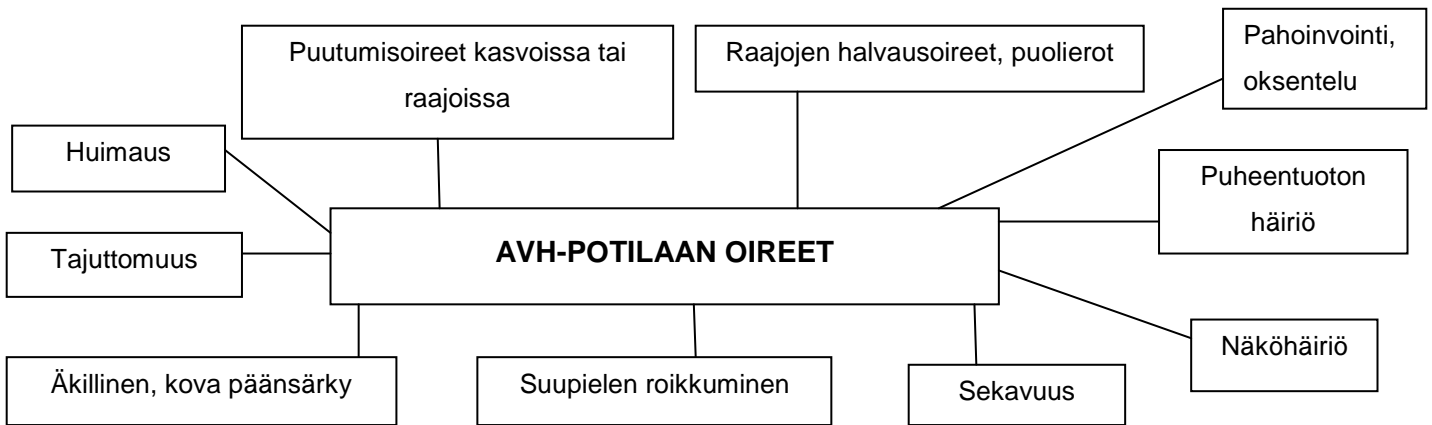 Puutumisoireet kasvoissa tai
raajoissa
Raajojen halvausoireet, puolierot
Pahoinvointi,
oksentelu
Huimaus
Puheentuoton
häiriö
Tajuttomuus
AVH-POTILAAN OIREET
Näköhäiriö
Äkillinen, kova päänsärky
Suupielen roikkuminen
Sekavuus